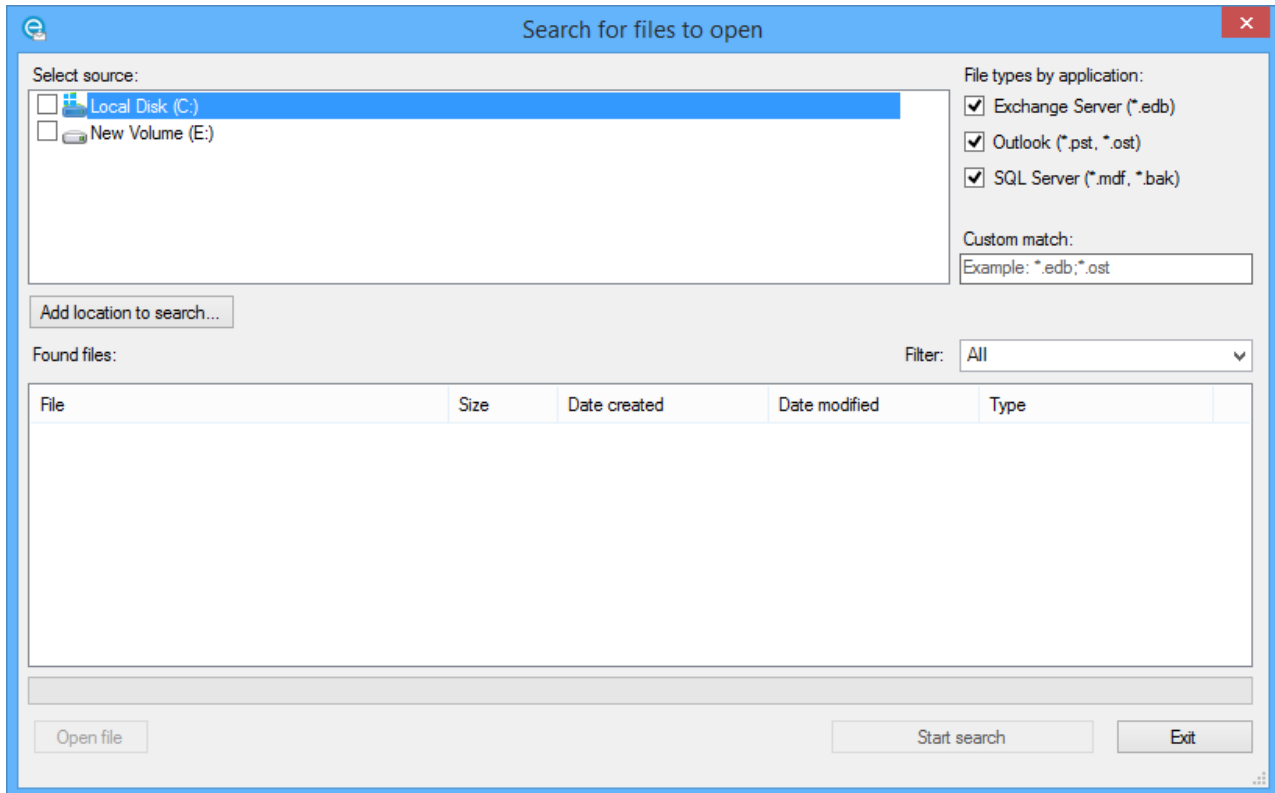 Search for files to open
Select source:
File types by application:
Local Disk (C:)
Exchange Server (*.edb)
New Volume (E:)
Outlook (*.pst, *.ost)
SQL Server (*.mdf, *.bak)
Custom match:
Example: *.edb;*.ost
Add location to search...
Found files:
Filter: All
File Size Date created Date modified Type
Open file Start search Exit